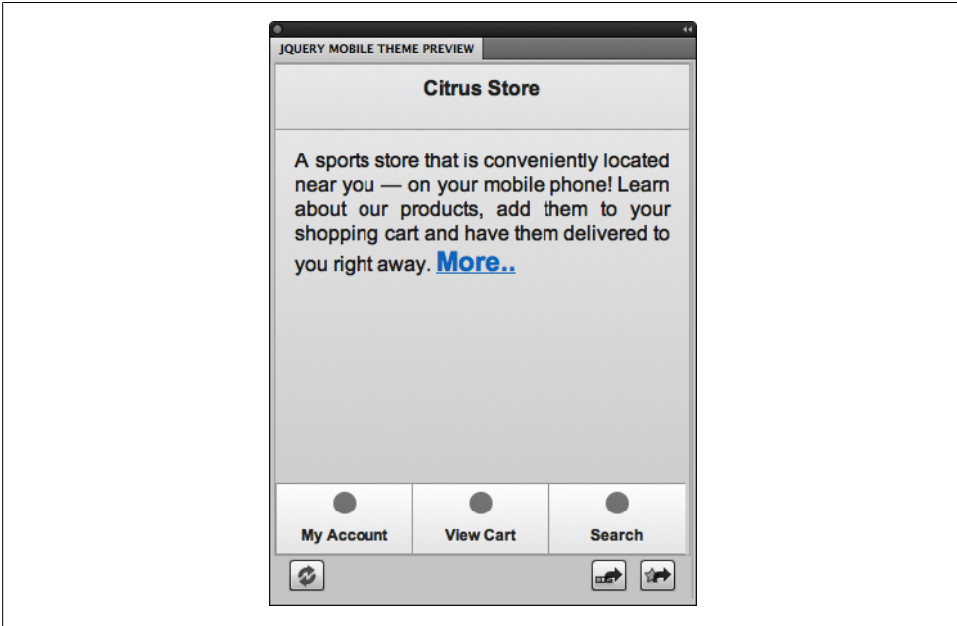 JQUERY MOBILE THEME PREVIEW
Citrus Store
A sports store that is conveniently located
near you — on your mobile phone! Learn
about our products, add them to your
shopping cart and have them delivered to
you right away. More..
My Account View Cart Search